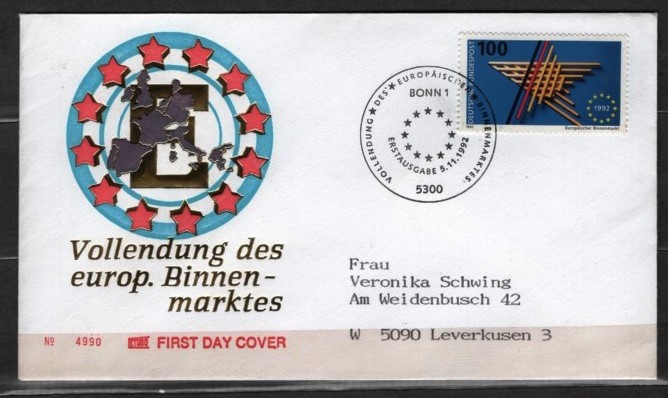 E
Vollendung des
europ. Binnen-
marktes
№ 4990
FIRST DAY COVER
VOLLENDUNG ★ DES ★ EUROPÄISCHEN ★ BINNENMARKTES
BONN 1
ERSTAUSGABE 5.11.1992
5300
100
DEUTSCHE BUNDESPOST
1992
Europäischer Binnenmarkt
Frau
Veronika Schwing
Am Weidenbusch 42
W 5090 Leverkusen 3